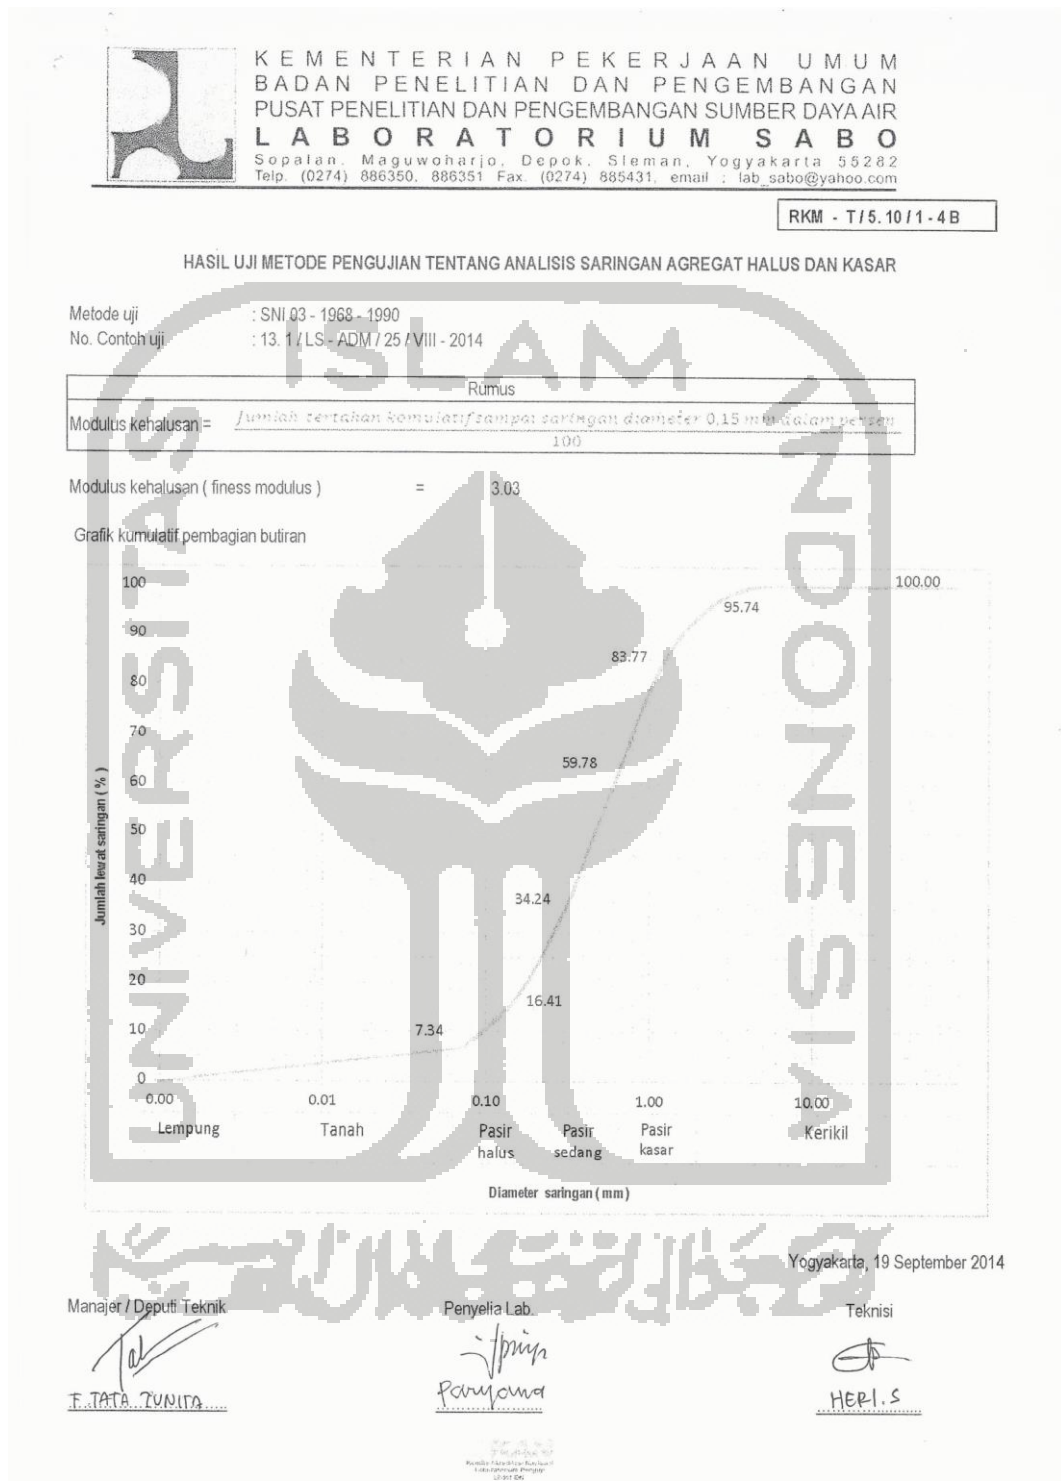 KEMENTERIAN PEKERJAAN UMUM
BADAN PENELITIAN DAN PENGEMBANGAN
PUSAT PENELITIAN DAN PENGEMBANGAN SUMBER DAYA AIR
LABORATORIUM SABO
Sopalan, Maguwoharjo, Depok, Sleman, Yogyakarta 55282
Telp. (0274) 886350, 886351 Fax. (0274) 885431, email : lab_sabo@yahoo.com
RKM - T / 5. 10 / 1 - 4 B
HASIL UJI METODE PENGUJIAN TENTANG ANALISIS SARINGAN AGREGAT HALUS DAN KASAR
Metode uji : SNI 03 - 1968 - 1990
No. Contoh uji : 13. 1 / LS - ADM / 25 / VIII - 2014
Rumus
Modulus kehalusan = Jumlah tertahan komulatif sampai saringan diameter 0,15 mm dalam persen
100
Modulus kehalusan ( finess modulus ) = 3.03
Grafik kumulatif pembagian butiran
100
90
80
70
60
50
40
30
20
10
0
Jumlah lewat saringan ( % )
100.00
95.74
83.77
59.78
34.24
16.41
7.34
0.00 0.01 0.10 1.00 10.00
Lempung Tanah Pasir halus Pasir sedang Pasir kasar Kerikil
Diameter saringan ( mm )
ISLAM
UNIVERSITAS
INDONESIA
Yogyakarta, 19 September 2014
Manajer / Deputi Teknik Penyelia Lab. Teknisi
F. TATA YUNITA Paryana HERI. S